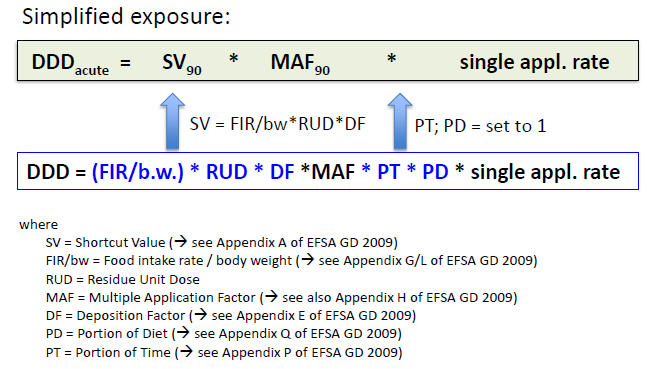 Simplified exposure:
DDDacute = SV90 * MAF90 * single appl. rate
SV = FIR/bw*RUD*DF PT; PD = set to 1
DDD = (FIR/b.w.) * RUD * DF *MAF * PT * PD * single appl. rate
where
SV = Shortcut Value (→ see Appendix A of EFSA GD 2009)
FIR/bw = Food intake rate / body weight (→ see Appendix G/L of EFSA GD 2009)
RUD = Residue Unit Dose
MAF = Multiple Application Factor (→ see also Appendix H of EFSA GD 2009)
DF = Deposition Factor (→ see Appendix E of EFSA GD 2009)
PD = Portion of Diet (→ see Appendix Q of EFSA GD 2009)
PT = Portion of Time (→ see Appendix P of EFSA GD 2009)